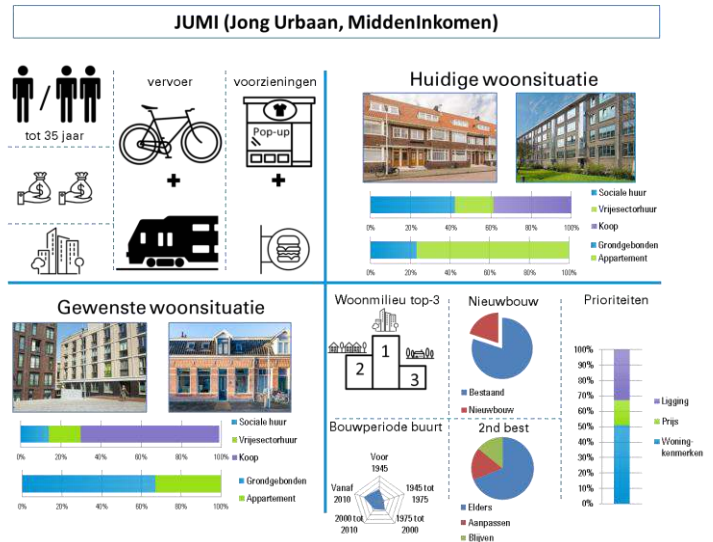 JUMI (Jong Urbaan, MiddenInkomen)
tot 35 jaar
vervoer
voorzieningen
Pop-up
Huidige woonsituatie
Sociale huur
Vrijesectorhuur
Koop
0% 20% 40% 60% 80% 100%
Grondgebonden
Appartement
0% 20% 40% 60% 80% 100%
Gewenste woonsituatie
Sociale huur
Vrijesectorhuur
Koop
0% 20% 40% 60% 80% 100%
Grondgebonden
Appartement
0% 20% 40% 60% 80% 100%
Woonmilieu top-3
1
2
3
Nieuwbouw
Bestaand
Nieuwbouw
Bouwperiode buurt
Voor
1945
1945 tot
1975
1975 tot
2000
2000 tot
2010
Vanaf
2010
2nd best
Elders
Aanpassen
Blijven
Prioriteiten
100%
90%
80%
70%
60%
50%
40%
30%
20%
10%
0%
Ligging
Prijs
Woning-
kenmerken